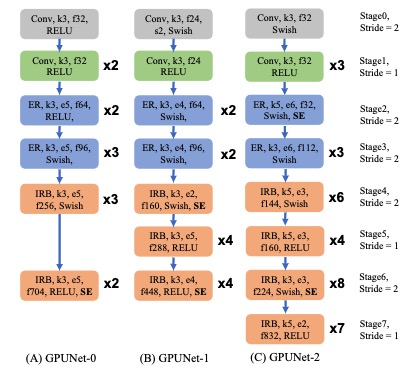 Conv, k3, f32
RELU
Conv, k3, f24,
s2, Swish
Conv, k3, f32
Swish
Stage0,
Stride = 2
Conv, k3, f32
RELU
x2
Conv, k3, f24
RELU
Conv, k3, f32
RELU
x3
Stage1,
Stride = 1
ER, k3, e5, f64,
RELU,
x2
ER, k3, e4, f64,
Swish,
x2
ER, k5, e6, f32,
Swish, SE
Stage2,
Stride = 2
ER, k3, e5, f96,
Swish,
x3
ER, k3, e4, f96,
Swish,
x2
ER, k3, e6, f112,
Swish
x3
Stage3,
Stride = 2
IRB, k3, e5,
f256, Swish
x3
IRB, k3, e2,
f160, Swish, SE
IRB, k5, e3,
f144, Swish
x6
Stage4,
Stride = 2
IRB, k3, e5,
f288, RELU
x4
IRB, k5, e3,
f160, RELU
x4
Stage5,
Stride = 1
IRB, k3, e5,
f704, RELU, SE
x2
IRB, k3, e4,
f448, RELU, SE
x4
IRB, k3, e3,
f224, Swish, SE
x8
Stage6,
Stride = 2
IRB, k5, e2,
f832, RELU
x7
Stage7,
Stride = 1
(A) GPUNet-0
(B) GPUNet-1
(C) GPUNet-2